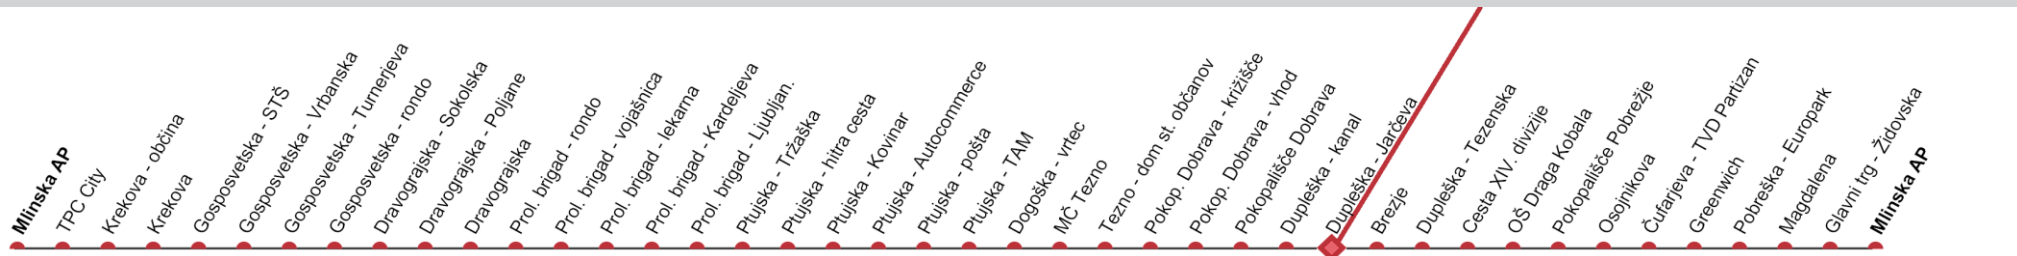 Mlinska AP
TPC City
Krekova - občina
Krekova
Gosposvetska - STŠ
Gosposvetska - Vrbanska
Gosposvetska - Turnerjeva
Gosposvetska - rondo
Dravograjska - Sokolska
Dravograjska - Poljane
Dravograjska
Prol. brigad - rondo
Prol. brigad - vojašnica
Prol. brigad - lekarna
Prol. brigad - Kardeljeva
Prol. brigad - Ljubljan.
Ptujska - Tržaška
Ptujska - hitra cesta
Ptujska - Kovinar
Ptujska - Autocommerce
Ptujska - pošta
Ptujska - TAM
Dogoška - vrtec
MČ Tezno
Tezno - dom st. občanov
Pokop. Dobrava - križišče
Pokop. Dobrava - vhod
Pokopališče Dobrava
Dupleška - kanal
Dupleška - Jarčeva
Brezje
Dupleška - Tezenska
Cesta XIV. divizije
OŠ Draga Kobala
Pokopališče Pobrežje
Osojnikova
Čufarjeva - TVD Partizan
Greenwich
Pobreška - Europark
Magdalena
Glavni trg - Židovska
Mlinska AP